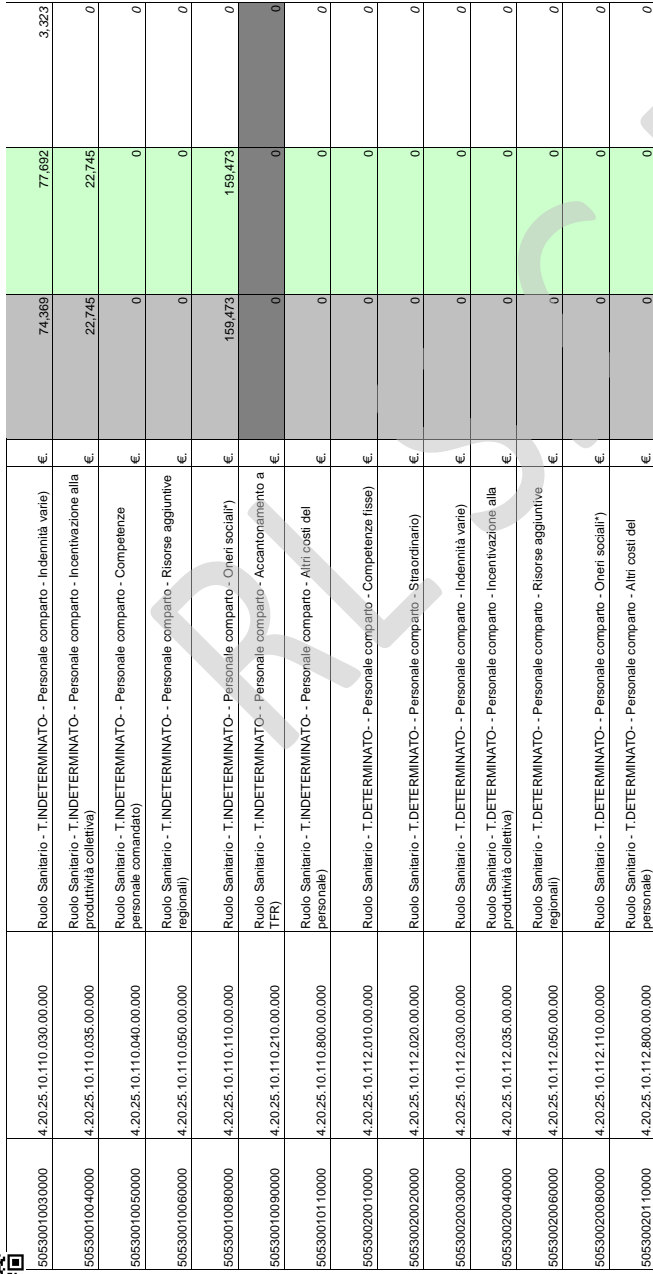 50530010030000 4.20.25.10.110.030.00.000 Ruolo Sanitario - T.INDETERMINATO- - Personale comparto - Indennità varie) €. 74,369 77,692 3,323
50530010040000 4.20.25.10.110.035.00.000 Ruolo Sanitario - T.INDETERMINATO- - Personale comparto - Incentivazione alla €. 22,745 22,745 0
produttività collettiva)
50530010050000 4.20.25.10.110.040.00.000 Ruolo Sanitario - T.INDETERMINATO- - Personale comparto - Competenze €. 0 0 0
personale comandato)
50530010060000 4.20.25.10.110.050.00.000 Ruolo Sanitario - T.INDETERMINATO- - Personale comparto - Risorse aggiuntive €. 0 0 0
regionali)
50530010080000 4.20.25.10.110.110.00.000 Ruolo Sanitario - T.INDETERMINATO- - Personale comparto - Oneri sociali*) €. 159,473 159,473 0
50530010090000 4.20.25.10.110.210.00.000 Ruolo Sanitario - T.INDETERMINATO- - Personale comparto - Accantonamento a €. 0 0 0
TFR)
50530010110000 4.20.25.10.110.800.00.000 Ruolo Sanitario - T.INDETERMINATO- - Personale comparto - Altri costi del €. 0 0 0
personale)
50530020010000 4.20.25.10.112.010.00.000 Ruolo Sanitario - T.DETERMINATO- - Personale comparto - Competenze fisse) €. 0 0 0
50530020020000 4.20.25.10.112.020.00.000 Ruolo Sanitario - T.DETERMINATO- - Personale comparto - Straordinario) €. 0 0 0
50530020030000 4.20.25.10.112.030.00.000 Ruolo Sanitario - T.DETERMINATO- - Personale comparto - Indennità varie) €. 0 0 0
50530020040000 4.20.25.10.112.035.00.000 Ruolo Sanitario - T.DETERMINATO- - Personale comparto - Incentivazione alla €. 0 0 0
produttività collettiva)
50530020060000 4.20.25.10.112.050.00.000 Ruolo Sanitario - T.DETERMINATO- - Personale comparto - Risorse aggiuntive €. 0 0 0
regionali)
50530020080000 4.20.25.10.112.110.00.000 Ruolo Sanitario - T.DETERMINATO- - Personale comparto - Oneri sociali*) €. 0 0 0
50530020110000 4.20.25.10.112.800.00.000 Ruolo Sanitario - T.DETERMINATO- - Personale comparto - Altri costi del €. 0 0 0
personale)